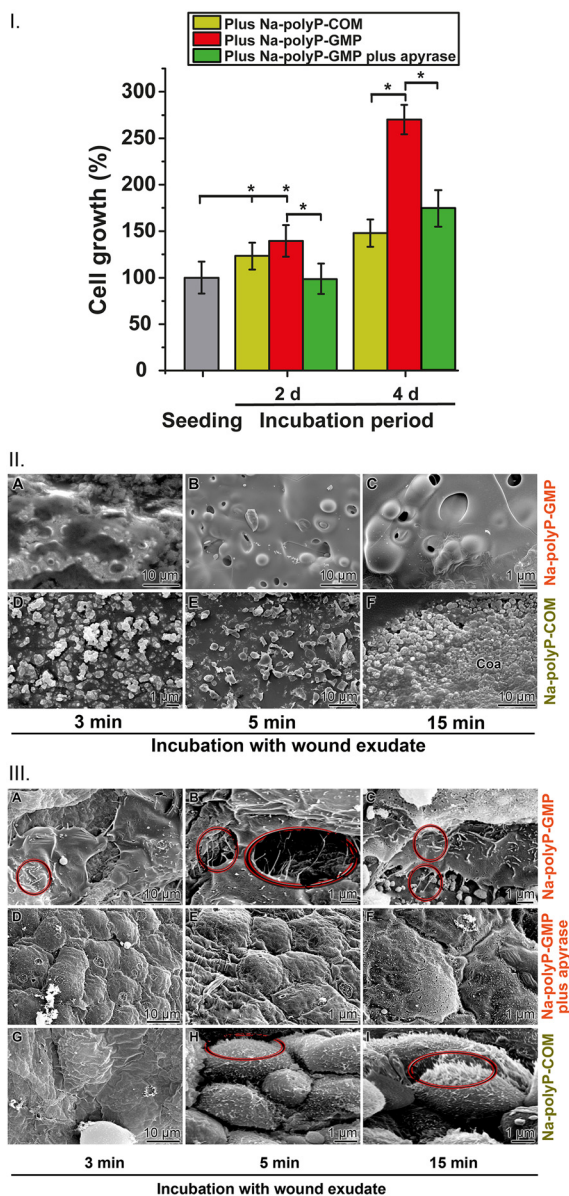 I.
Plus Na-polyP-COM
Plus Na-polyP-GMP
Plus Na-polyP-GMP plus apyrase
Cell growth (%)
300
250
200
150
100
50
0
* * * * *
2 d 4 d
Seeding Incubation period
II.
A B C
10 µm 10 µm 1 µm
Na-polyP-GMP
D E F
Coa
1 µm 1 µm 10 µm
Na-polyP-COM
3 min 5 min 15 min
Incubation with wound exudate
III.
A B C
10 µm 1 µm 1 µm
Na-polyP-GMP
D E F
10 µm 1 µm 1 µm
Na-polyP-GMP
plus apyrase
G H I
10 µm 1 µm 1 µm
Na-polyP-COM
3 min 5 min 15 min
Incubation with wound exudate